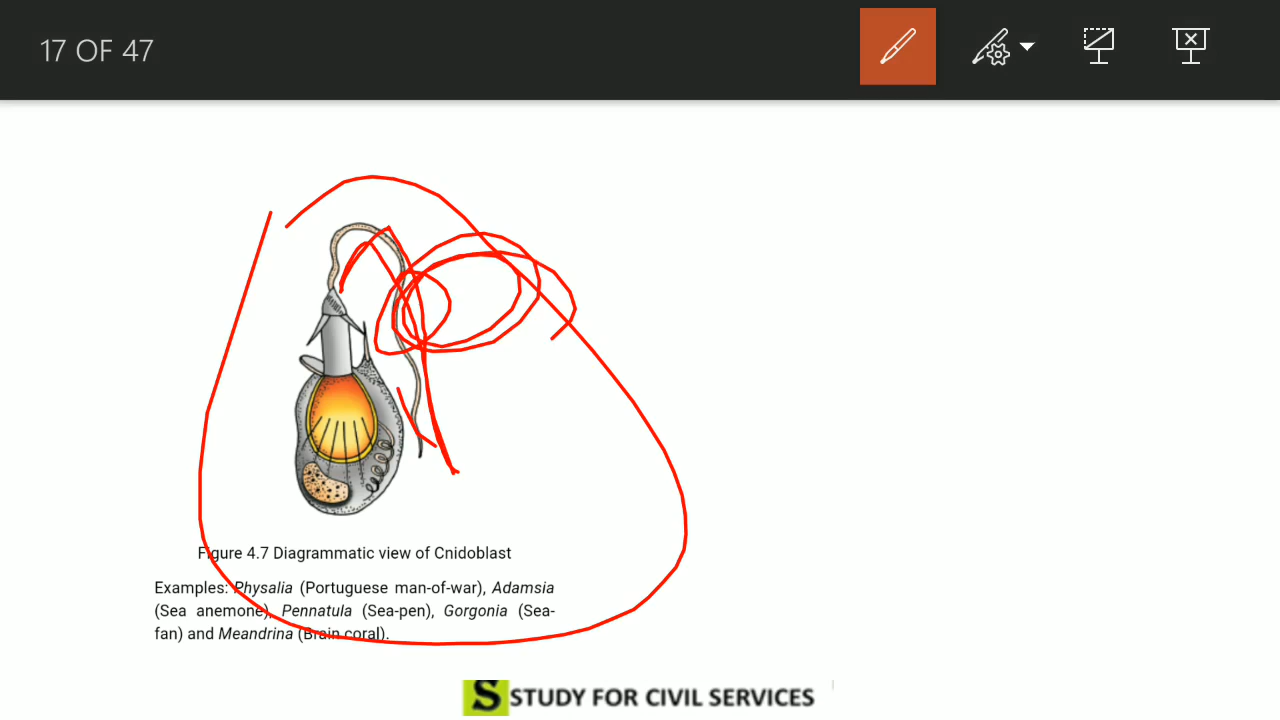 17 OF 47
Figure 4.7 Diagrammatic view of Cnidoblast
Examples: Physalia (Portuguese man-of-war), Adamsia
(Sea anemone), Pennatula (Sea-pen), Gorgonia (Sea-
fan) and Meandrina (Brain coral).
S STUDY FOR CIVIL SERVICES